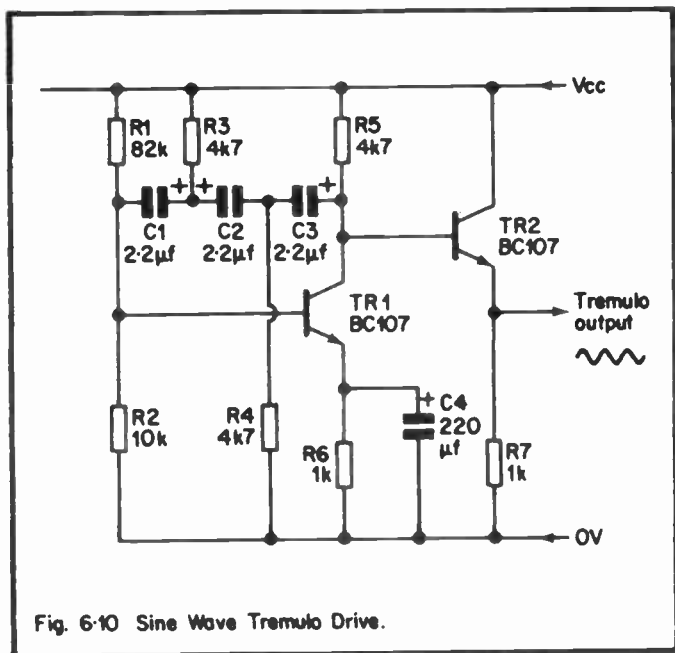 Vcc
R1
82k
R3
4k7
R5
4k7
+
+
+
C1
2·2µf
C2
2·2µf
C3
2·2µf
TR2
BC107
TR1
BC107
Tremulo
output
R2
10k
R4
4k7
R6
1k
+
C4
220
µf
R7
1k
OV
Fig. 6·10 Sine Wave Tremulo Drive.